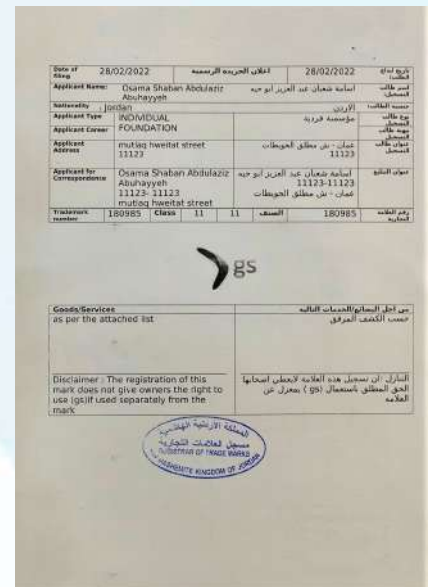 Date of filing 28/02/2022 اعلان الجريدة الرسمية 28/02/2022 تاريخ ايداع الطلب:
Applicant Name: Osama Shaban Abdulaziz Abuhayyeh اسامة شعبان عبد العزيز ابو حيه اسم طالب التسجيل:
Nationality : Jordan الاردن جنسية الطالب:
Applicant Type INDIVIDUAL مؤسسة فردية نوع طالب التسجيل
Applicant Career FOUNDATION مهنة طالب التسجيل
Applicant Address mutlaq hweitat street عمان - ش مطلق الحويطات عنوان طالب التسجيل
11123 11123
Applicant for Correspondence Osama Shaban Abdulaziz Abuhayyeh اسامة شعبان عبد العزيز ابو حيه عنوان التبليغ
11123- 11123 11123-11123
mutlaq hweitat street عمان - ش مطلق الحويطات
Trademark number 180985 Class 11 11 الصنف 180985 رقم العلامة التجارية
gs
Goods/Services من اجل البضائع/الخدمات التالية
as per the attached list حسب الكشف المرفق
Disclaimer : The registration of this التنازل :ان تسجيل هذه العلامة لايعطي اصحابها
mark does not give owners the right to الحق المطلق باستعمال (gs ) بمعزل عن
use (gs)if used separately from the العلامه
mark
المملكة الأردنية الهاشمية
مسجل العلامات التجارية
REGISTRAR OF TRADE MARKS
THE HASHEMITE KINGDOM OF JORDAN